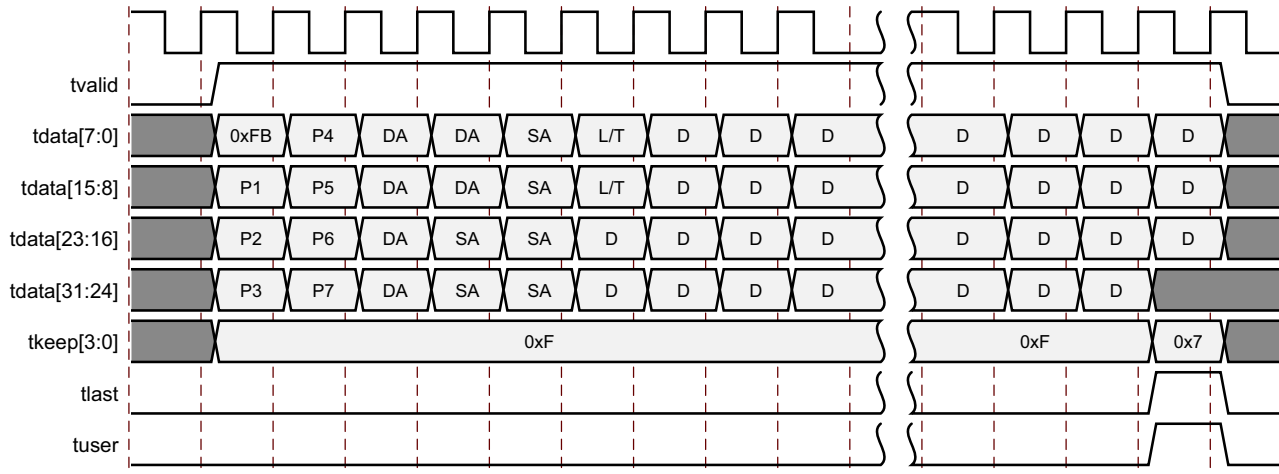 tvalid
tdata[7:0] 0xFB P4 DA DA SA L/T D D D D D D D
tdata[15:8] P1 P5 DA DA SA L/T D D D D D D D
tdata[23:16] P2 P6 DA SA SA D D D D D D D D
tdata[31:24] P3 P7 DA SA SA D D D D D D D
tkeep[3:0] 0xF 0xF 0x7
tlast
tuser